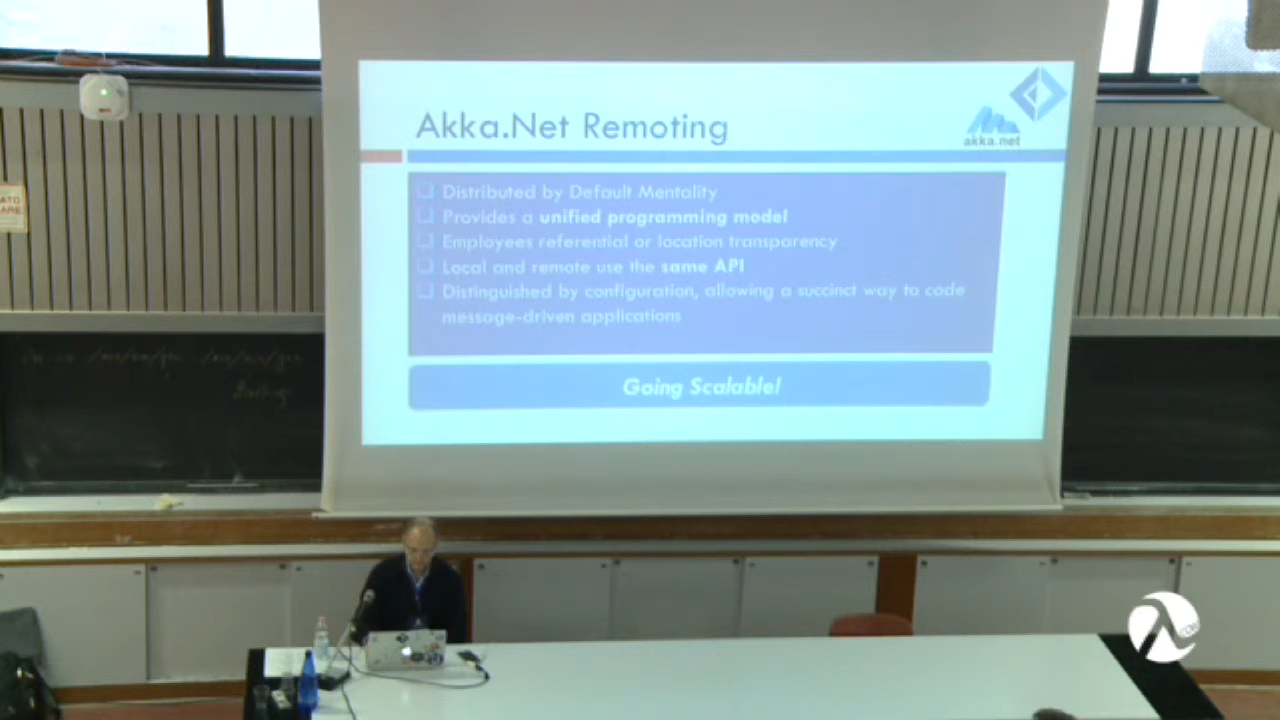 Akka.Net Remoting
akka.net
Distributed by Default Mentality
Provides a unified programming model
Employees referential or location transparency
Local and remote use the same API
Distinguished by configuration, allowing a succinct way to code
message-driven applications
Going Scalable!